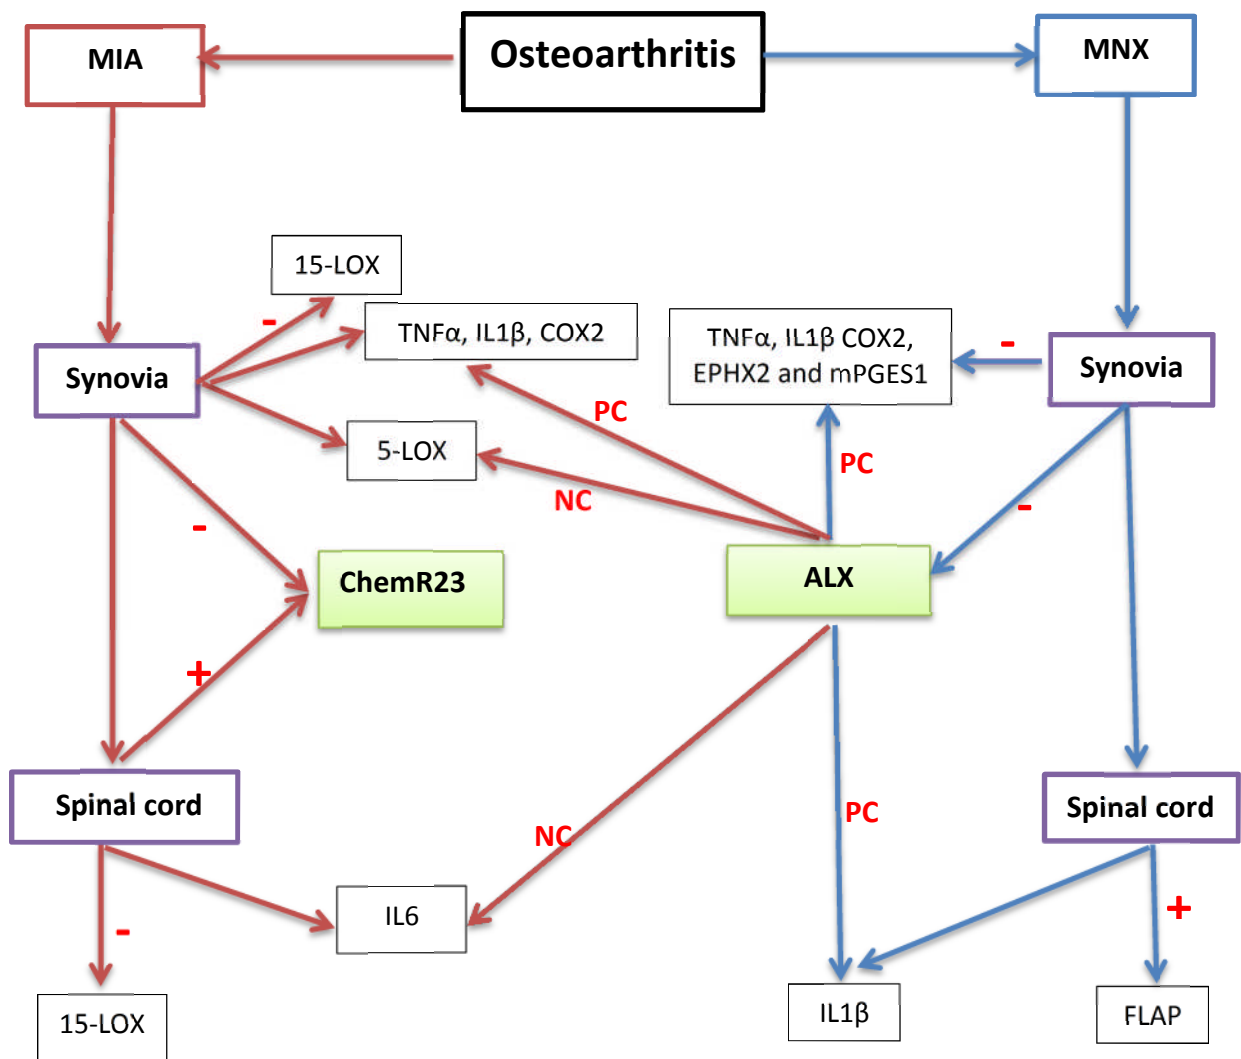 Osteoarthritis
MIA
MNX
15-LOX
-
TNFα, IL1β, COX2
TNFα, IL1β COX2,
EPHX2 and mPGES1
-
Synovia
Synovia
PC
5-LOX
PC
NC
-
-
ChemR23
ALX
+
Spinal cord
Spinal cord
PC
NC
IL6
-
+
15-LOX
IL1β
FLAP